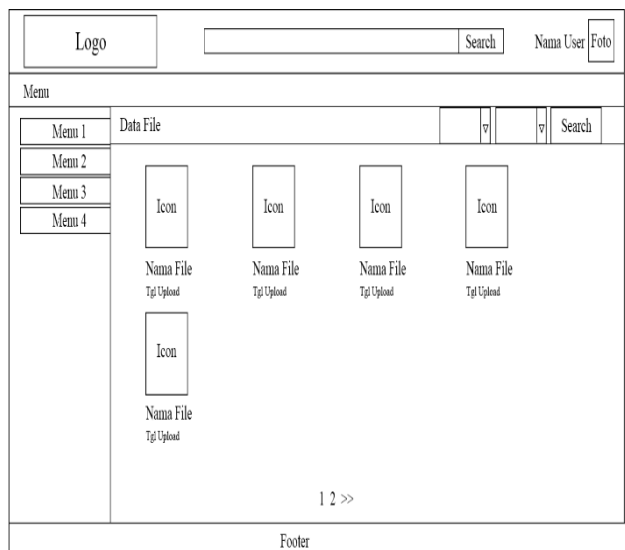 Logo
Search
Nama User
Foto
Menu
Menu 1
Menu 2
Menu 3
Menu 4
Data File
Search
Icon Icon Icon Icon
Nama File Nama File Nama File Nama File
Tgl Upload Tgl Upload Tgl Upload Tgl Upload
Icon
Nama File
Tgl Upload
1 2 >>
Footer